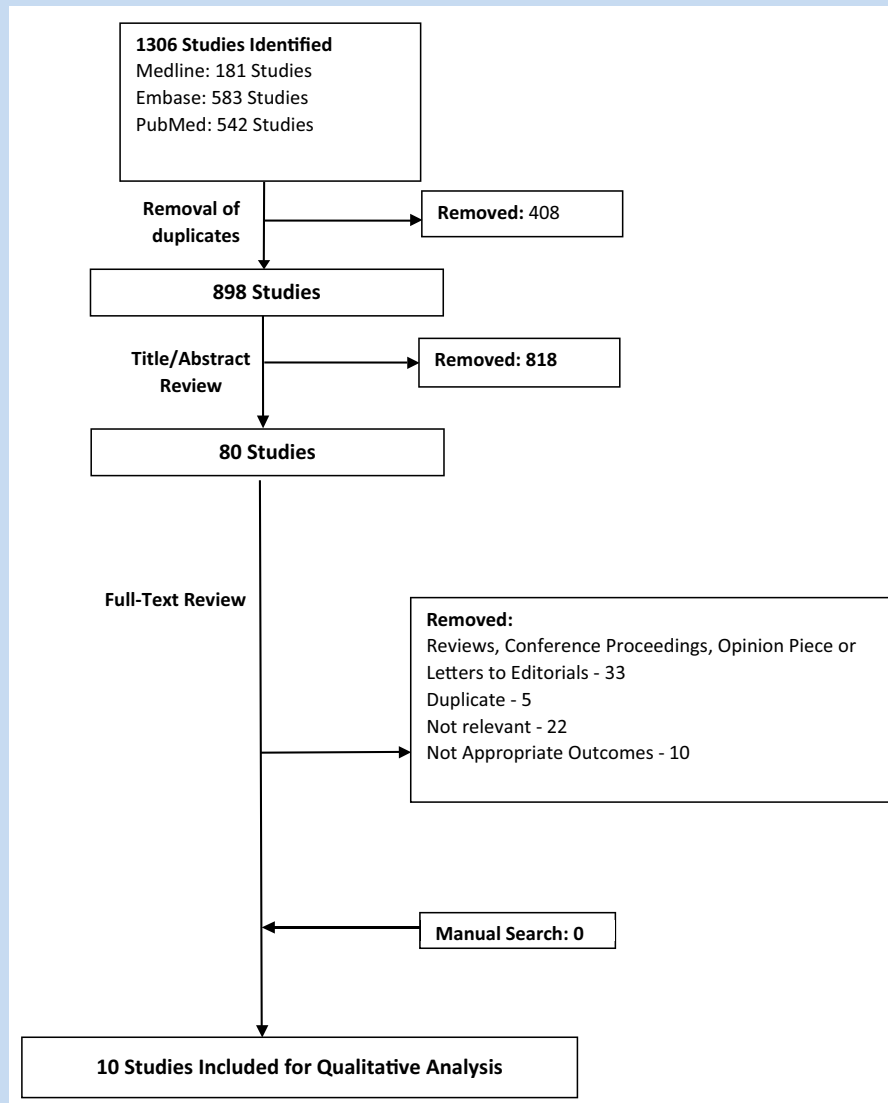 1306 Studies Identified
Medline: 181 Studies
Embase: 583 Studies
PubMed: 542 Studies
Removal of
duplicates
Removed: 408
898 Studies
Title/Abstract
Review
Removed: 818
80 Studies
Full-Text Review
Removed:
Reviews, Conference Proceedings, Opinion Piece or
Letters to Editorials - 33
Duplicate - 5
Not relevant - 22
Not Appropriate Outcomes - 10
Manual Search: 0
10 Studies Included for Qualitative Analysis